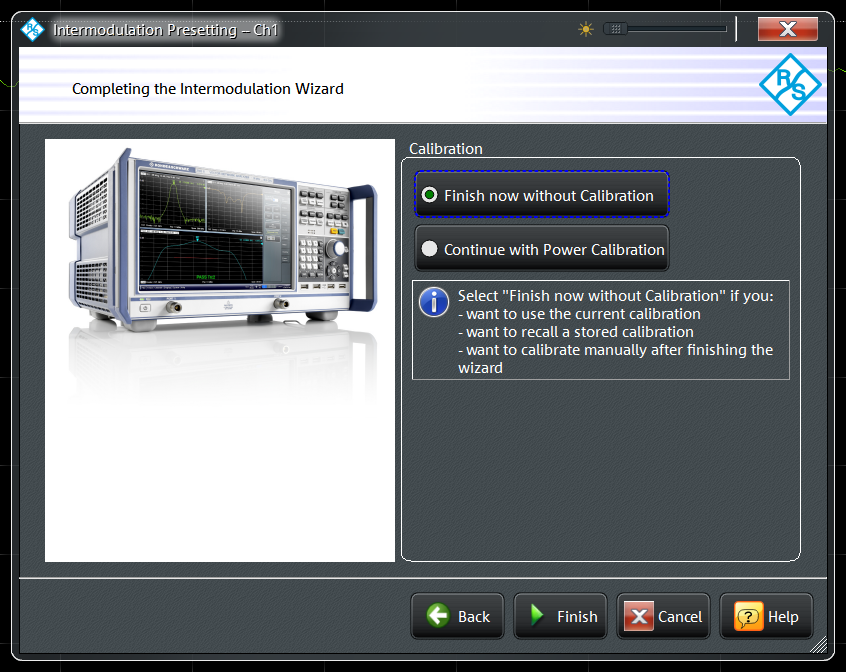 Intermodulation Presetting – Ch1
Completing the Intermodulation Wizard
R
S
Calibration
Finish now without Calibration
Continue with Power Calibration
Select "Finish now without Calibration" if you:
- want to use the current calibration
- want to recall a stored calibration
- want to calibrate manually after finishing the
wizard
Back
Finish
Cancel
Help